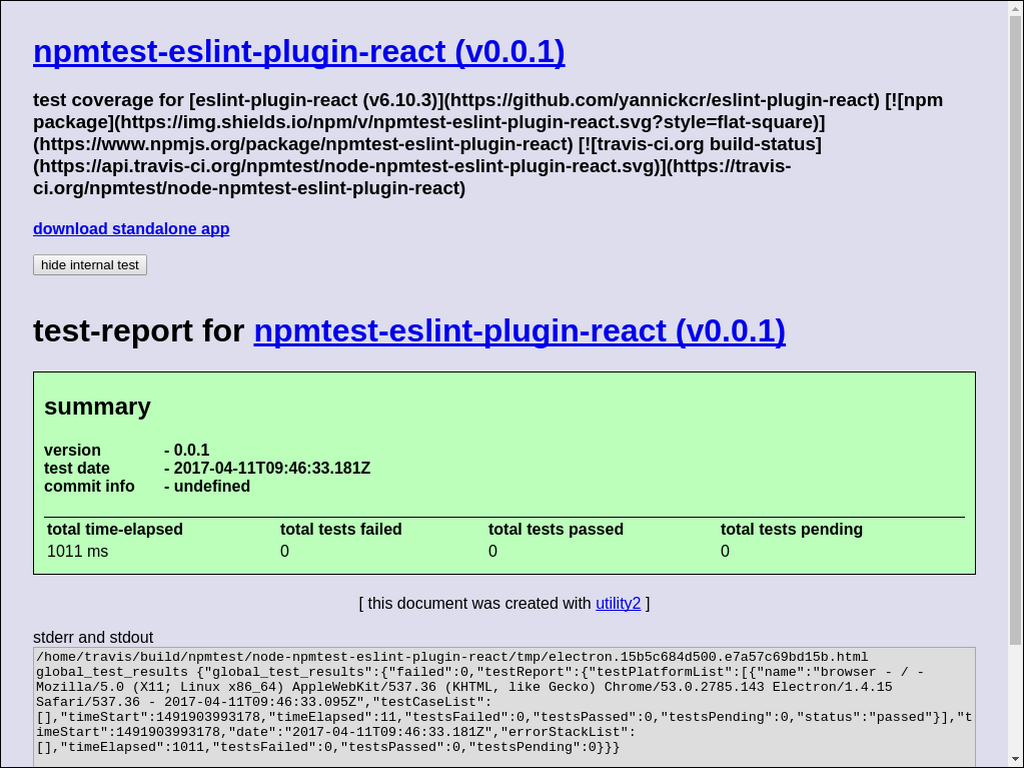 npmtest-eslint-plugin-react (v0.0.1)
test coverage for [eslint-plugin-react (v6.10.3)](https://github.com/yannickcr/eslint-plugin-react) [![npm
package](https://img.shields.io/npm/v/npmtest-eslint-plugin-react.svg?style=flat-square)]
(https://www.npmjs.org/package/npmtest-eslint-plugin-react) [![travis-ci.org build-status]
(https://api.travis-ci.org/npmtest/node-npmtest-eslint-plugin-react.svg)](https://travis-
ci.org/npmtest/node-npmtest-eslint-plugin-react)
download standalone app
hide internal test
test-report for npmtest-eslint-plugin-react (v0.0.1)
summary
version - 0.0.1
test date - 2017-04-11T09:46:33.181Z
commit info - undefined
total time-elapsed total tests failed total tests passed total tests pending
1011 ms 0 0 0
[ this document was created with utility2 ]
stderr and stdout
/home/travis/build/npmtest/node-npmtest-eslint-plugin-react/tmp/electron.15b5c684d500.e7a57c69bd15b.html
global_test_results {"global_test_results":{"failed":0,"testReport":{"testPlatformList":[{"name":"browser - / -
Mozilla/5.0 (X11; Linux x86_64) AppleWebKit/537.36 (KHTML, like Gecko) Chrome/53.0.2785.143 Electron/1.4.15
Safari/537.36 - 2017-04-11T09:46:33.095Z","testCaseList":
[],"timeStart":1491903993178,"timeElapsed":11,"testsFailed":0,"testsPassed":0,"testsPending":0,"status":"passed"}],"t
imeStart":1491903993178,"date":"2017-04-11T09:46:33.181Z","errorStackList":
[],"timeElapsed":1011,"testsFailed":0,"testsPassed":0,"testsPending":0}}}